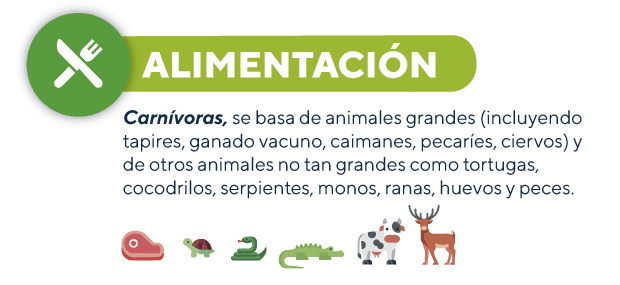 ALIMENTACIÓN
Carnívoras, se basa de animales grandes (incluyendo
tapires, ganado vacuno, caimanes, pecaríes, ciervos) y
de otros animales no tan grandes como tortugas,
cocodrilos, serpientes, monos, ranas, huevos y peces.